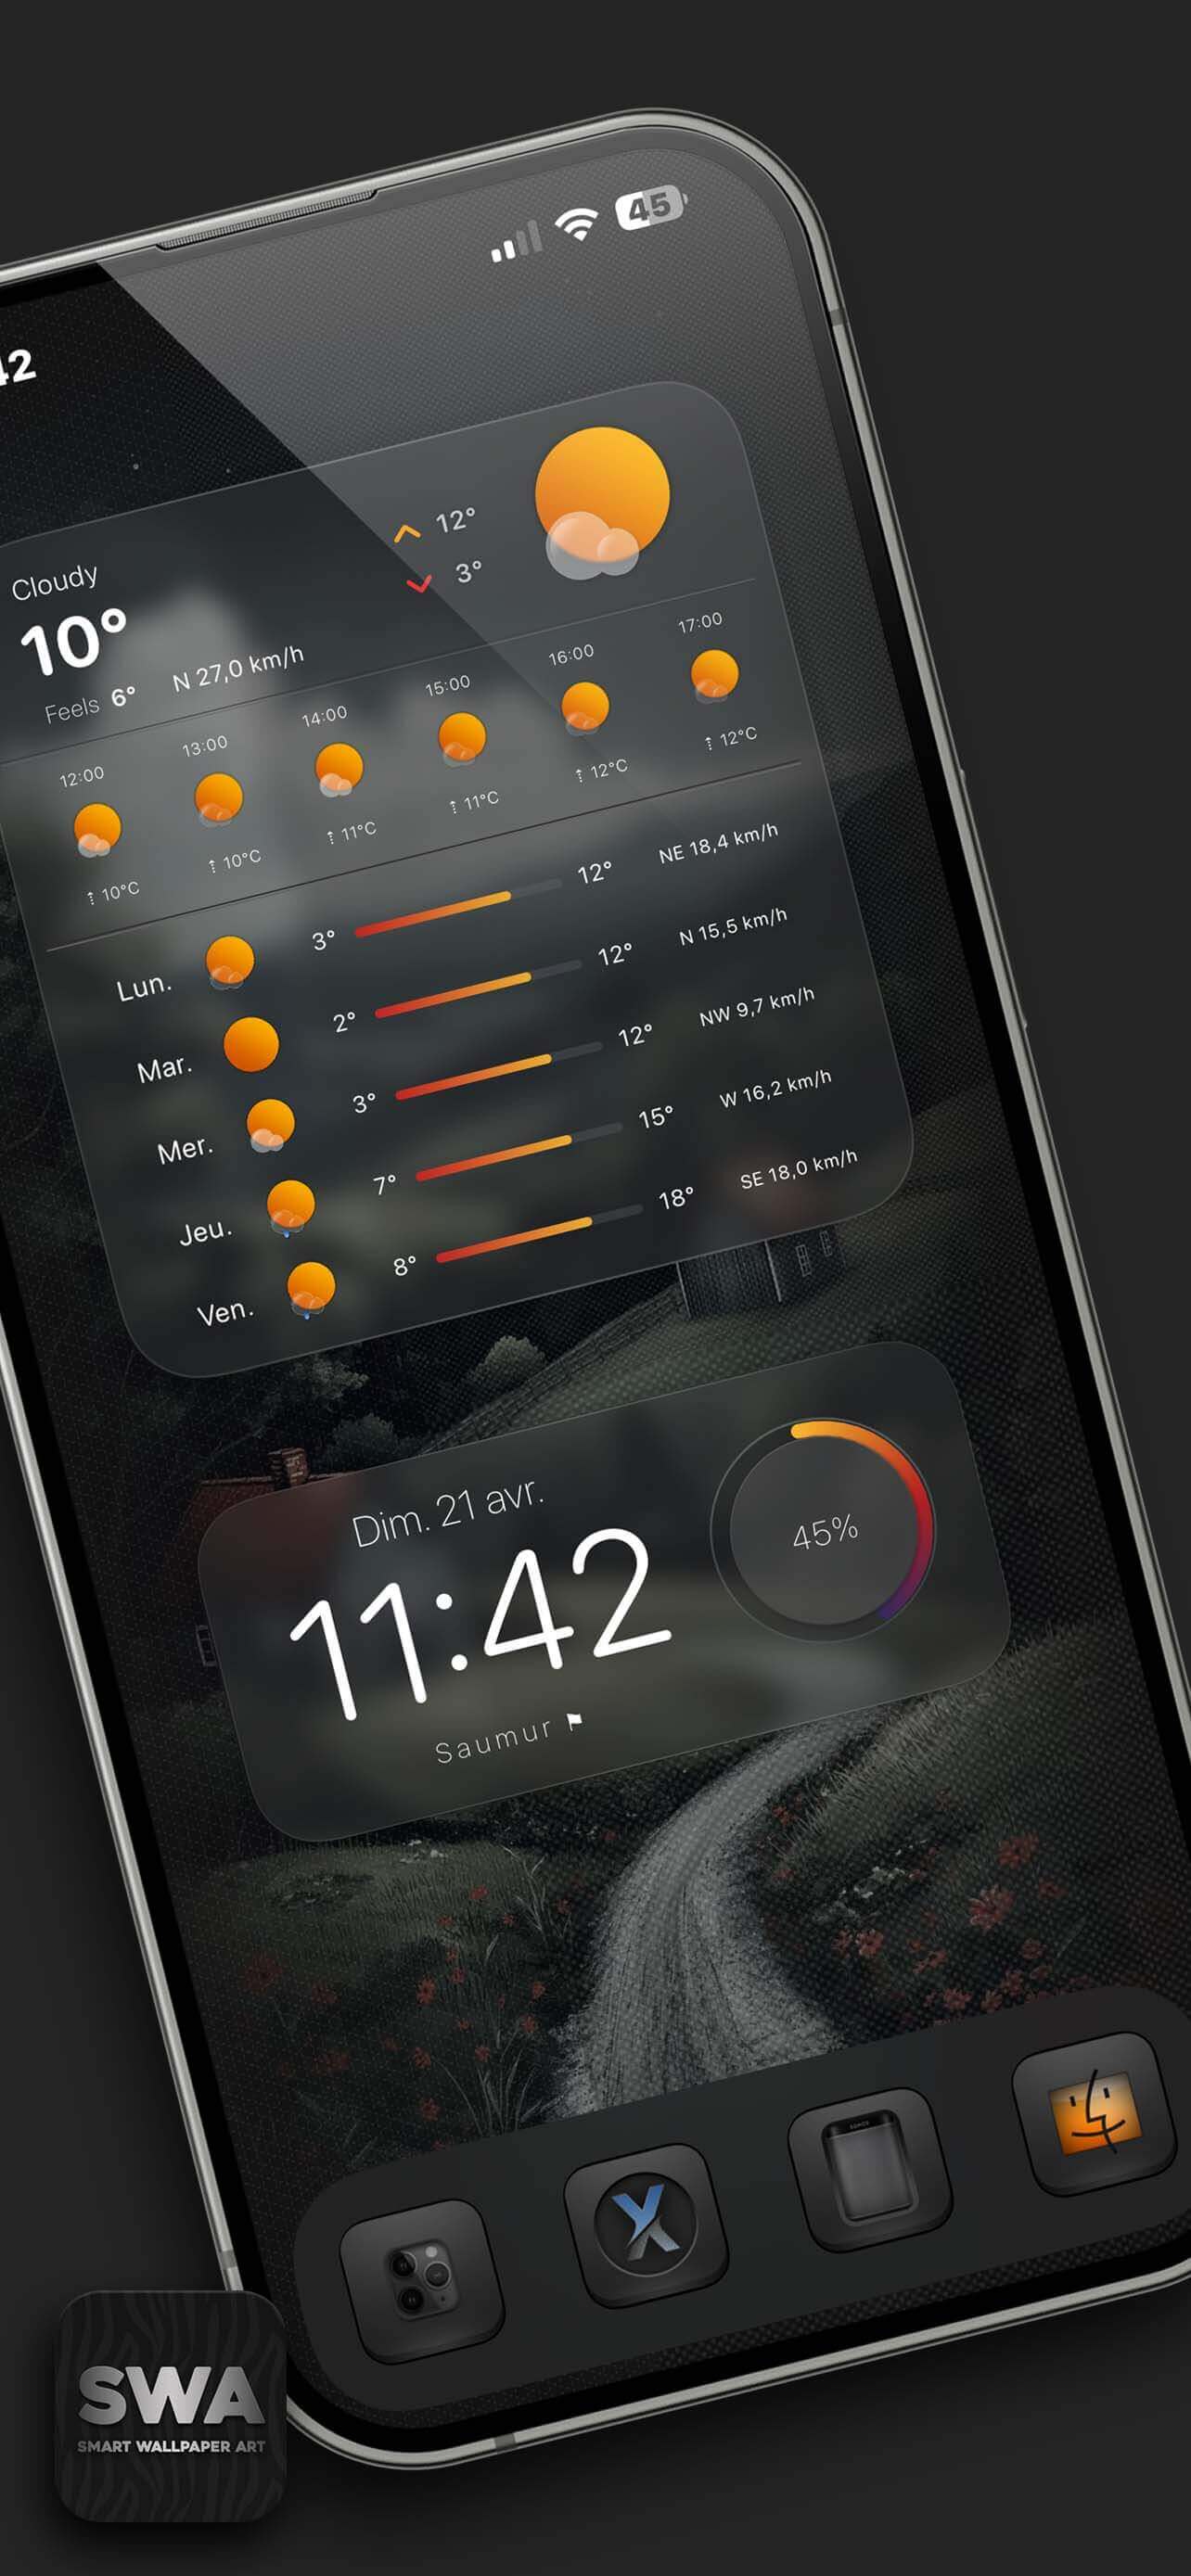 42
45
Cloudy
10°
Feels 6° N 27,0 km/h
12°
3°
12:00 13:00 14:00 15:00 16:00 17:00
10°C 10°C 11°C 11°C 12°C 12°C
Lun. 3° 12° NE 18,4 km/h
Mar. 2° 12° N 15,5 km/h
Mer. 3° 12° NW 9,7 km/h
Jeu. 7° 15° W 16,2 km/h
Ven. 8° 18° SE 18,0 km/h
Dim. 21 avr.
11:42
Saumur
45%
SWA
SMART WALLPAPER ART